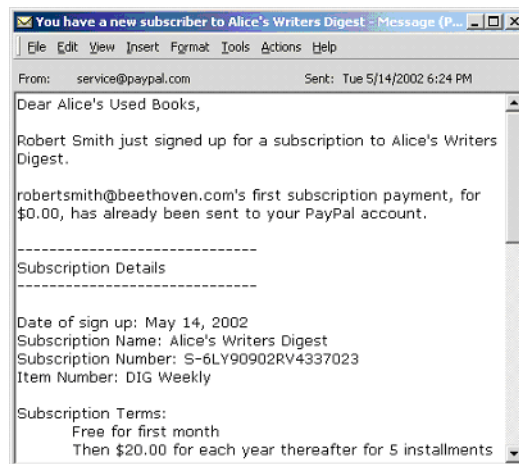 You have a new subscriber to Alice's Writers Digest - Message (P...
File Edit View Insert Format Tools Actions Help
From: service@paypal.com Sent: Tue 5/14/2002 6:24 PM
Dear Alice's Used Books,
Robert Smith just signed up for a subscription to Alice's Writers
Digest.
robertsmith@beethoven.com's first subscription payment, for
$0.00, has already been sent to your PayPal account.
------------------------------
Subscription Details
------------------------------
Date of sign up: May 14, 2002
Subscription Name: Alice's Writers Digest
Subscription Number: S-6LY90902RV4337023
Item Number: DIG Weekly
Subscription Terms:
Free for first month
Then $20.00 for each year thereafter for 5 installments